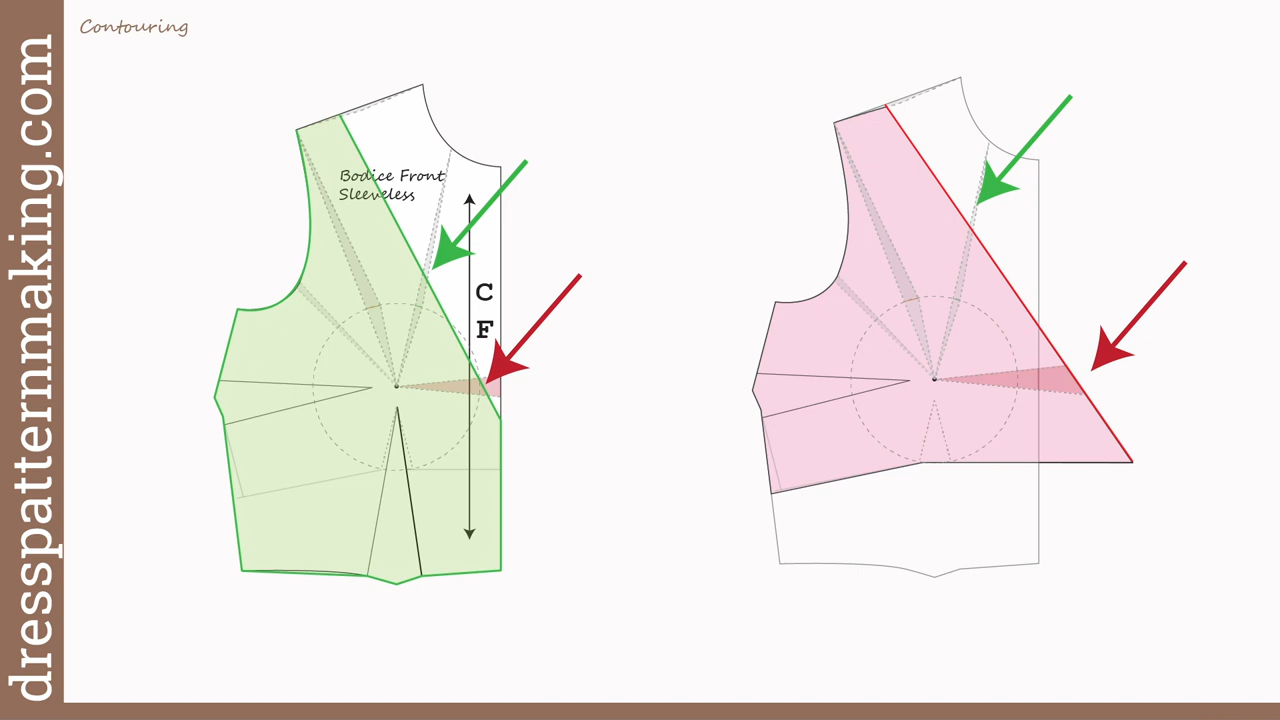 dresspatternmaking.com
Contouring
Bodice Front
Sleeveless
C
F